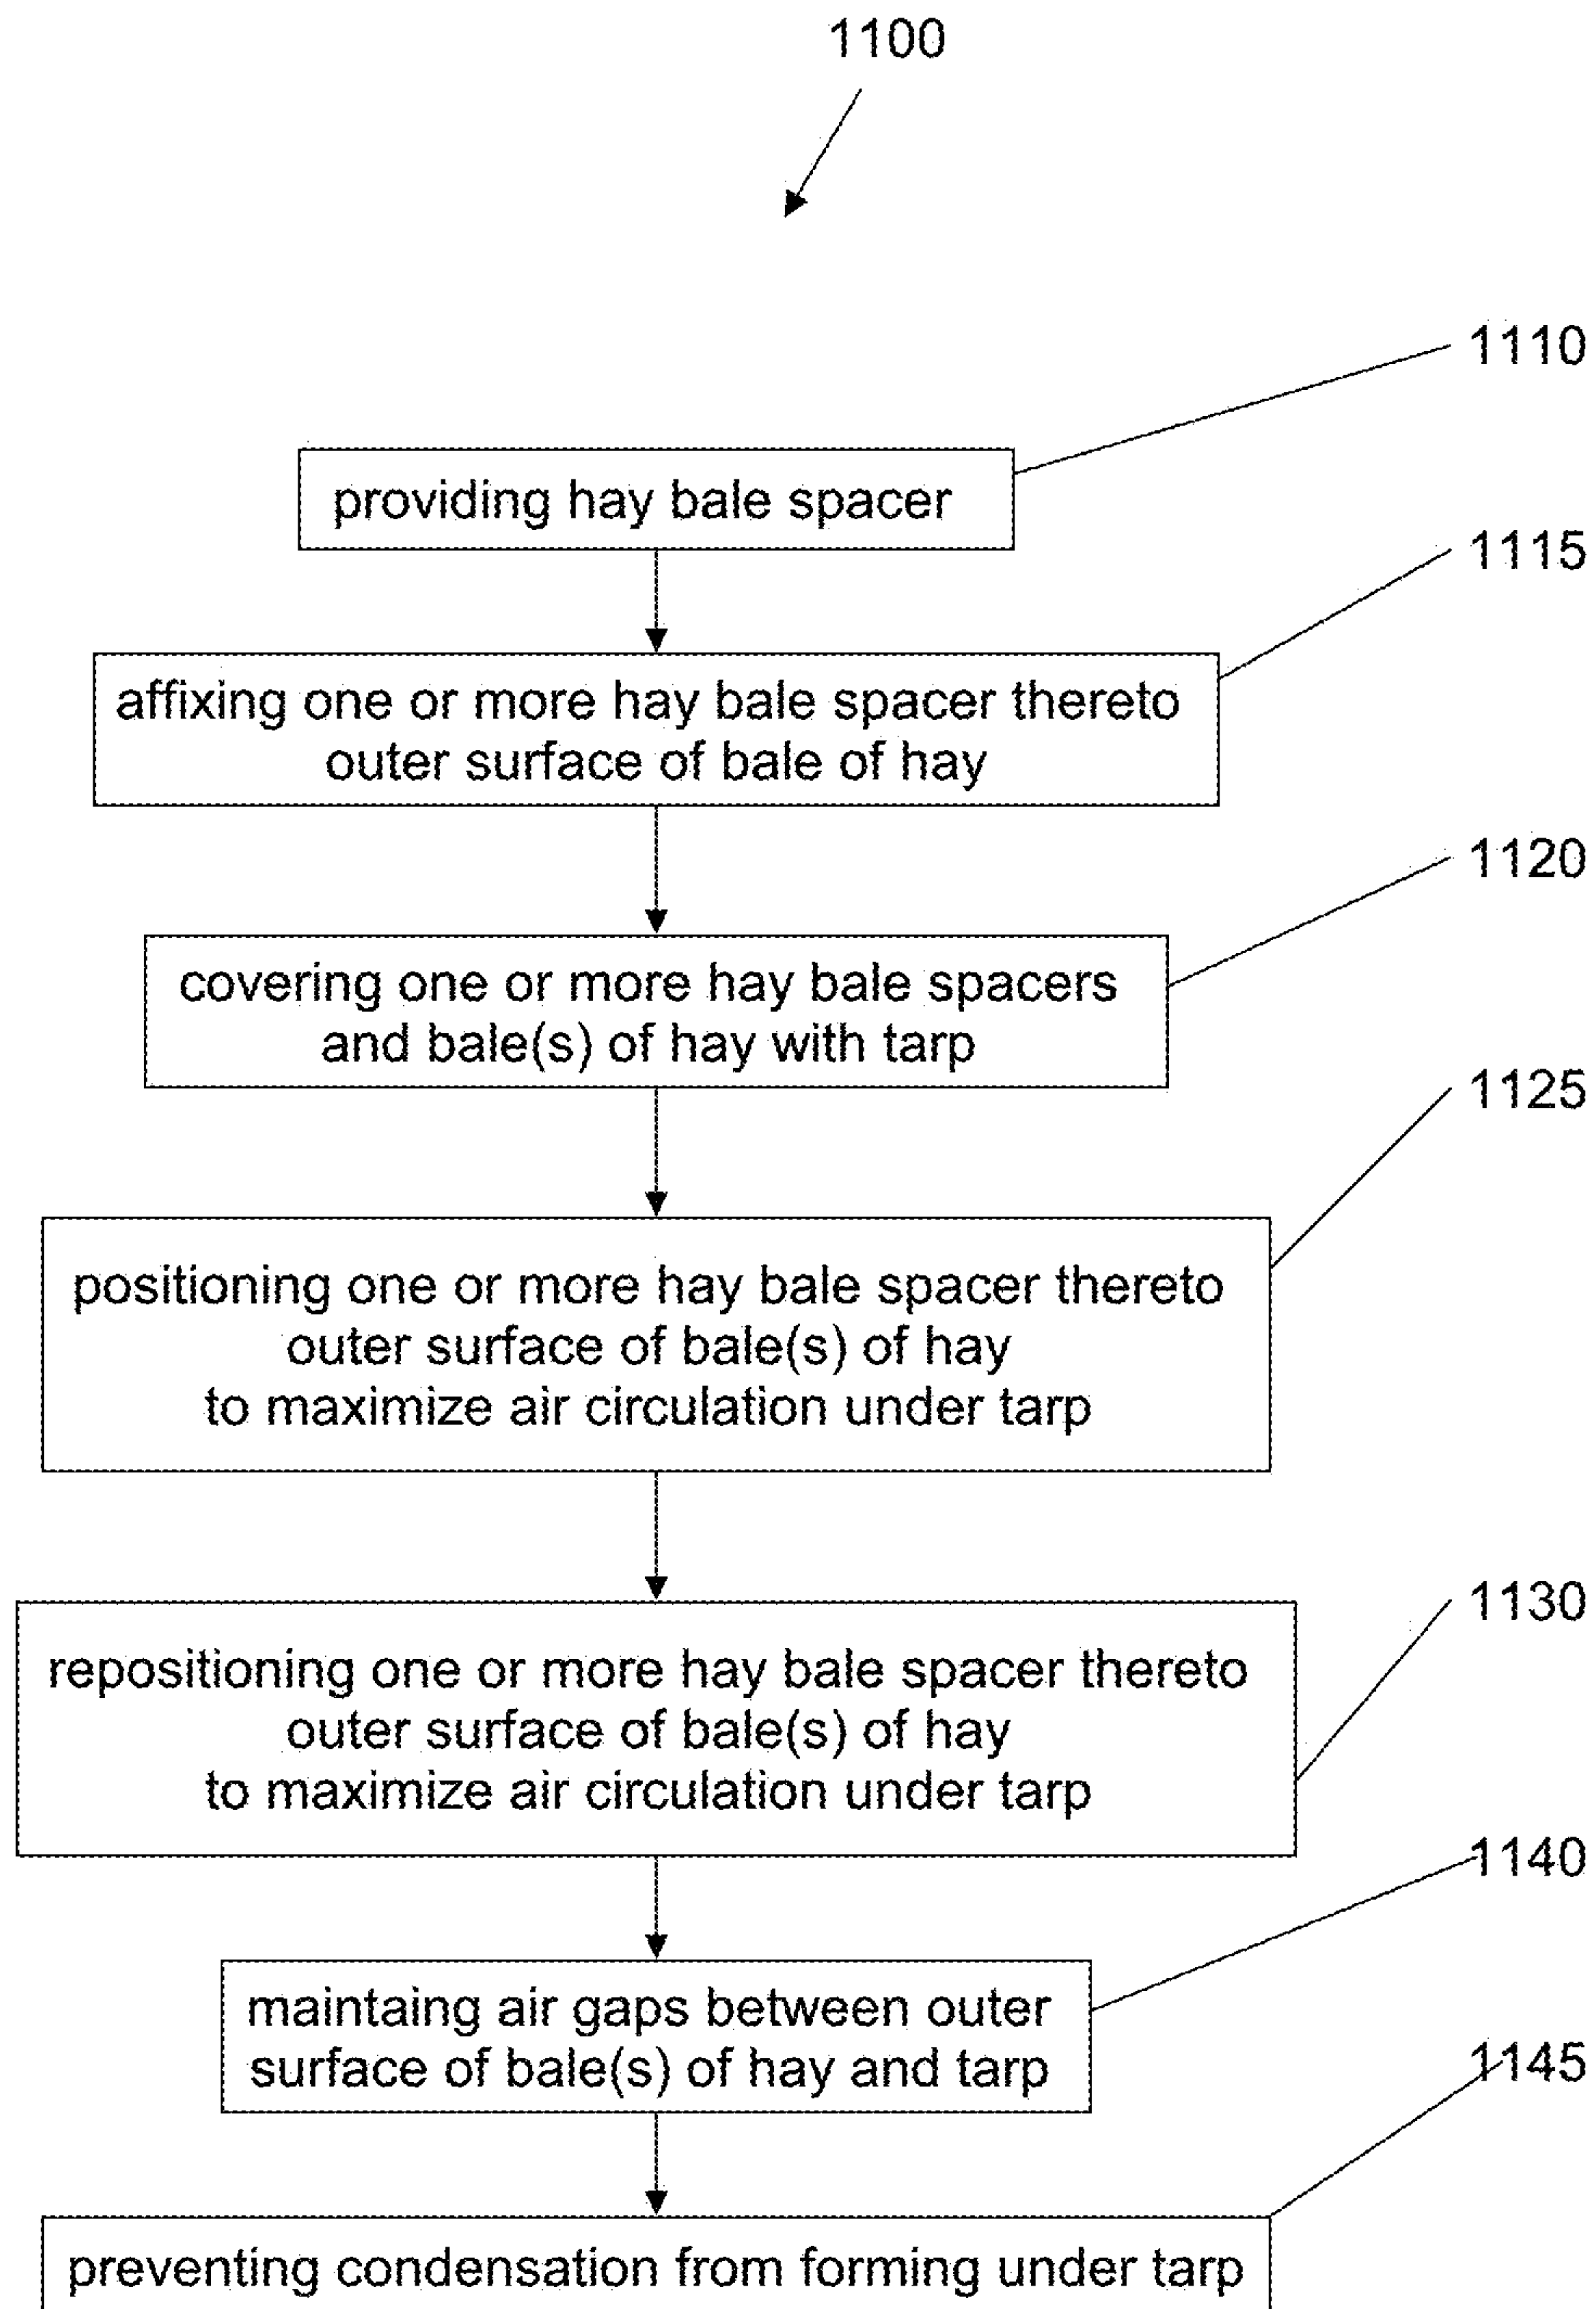 1100
1110
providing hay bale spacer
1115
affixing one or more hay bale spacer thereto
outer surface of bale of hay
1120
covering one or more hay bale spacers
and bale(s) of hay with tarp
1125
positioning one or more hay bale spacer thereto
outer surface of bale(s) of hay
to maximize air circulation under tarp
1130
repositioning one or more hay bale spacer thereto
outer surface of bale(s) of hay
to maximize air circulation under tarp
1140
maintaing air gaps between outer
surface of bale(s) of hay and tarp
1145
preventing condensation from forming under tarp